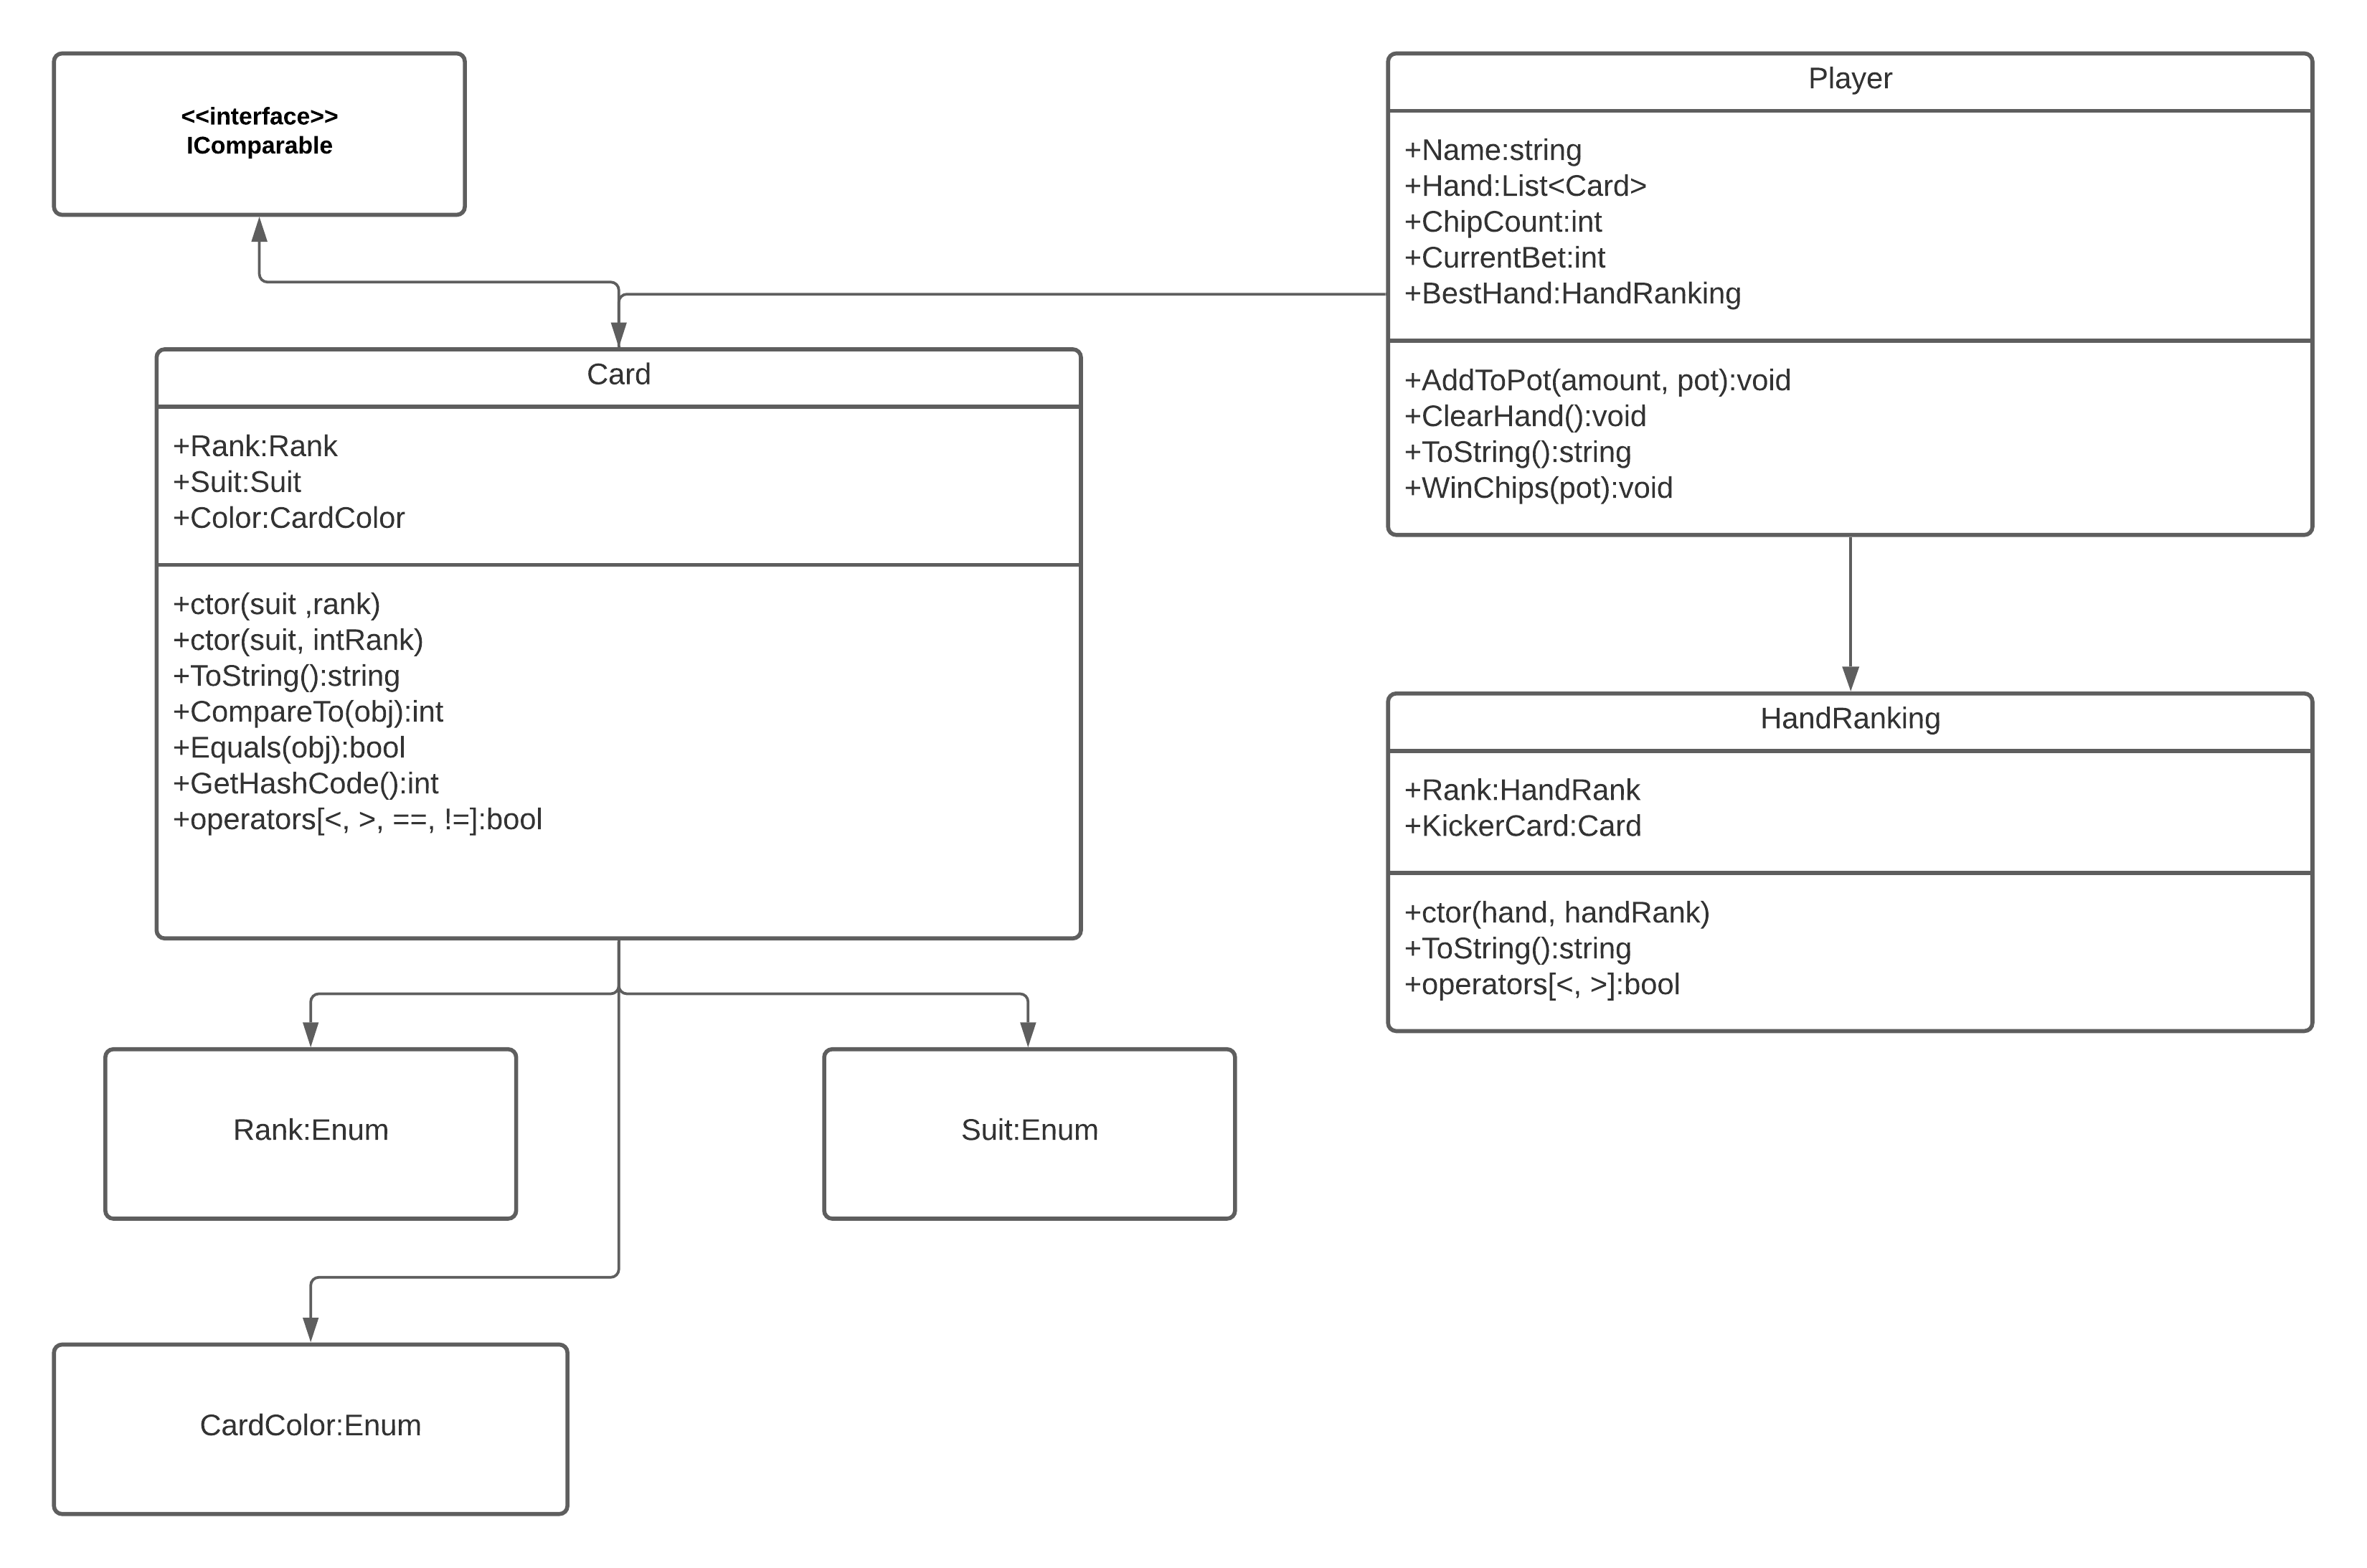 <<interface>>
IComparable
Player
+Name:string
+Hand:List<Card>
+ChipCount:int
+CurrentBet:int
+BestHand:HandRanking
+AddToPot(amount, pot):void
+ClearHand():void
+ToString():string
+WinChips(pot):void
Card
+Rank:Rank
+Suit:Suit
+Color:CardColor
+ctor(suit ,rank)
+ctor(suit, intRank)
+ToString():string
+CompareTo(obj):int
+Equals(obj):bool
+GetHashCode():int
+operators[<, >, ==, !=]:bool
HandRanking
+Rank:HandRank
+KickerCard:Card
+ctor(hand, handRank)
+ToString():string
+operators[<, >]:bool
Rank:Enum
Suit:Enum
CardColor:Enum